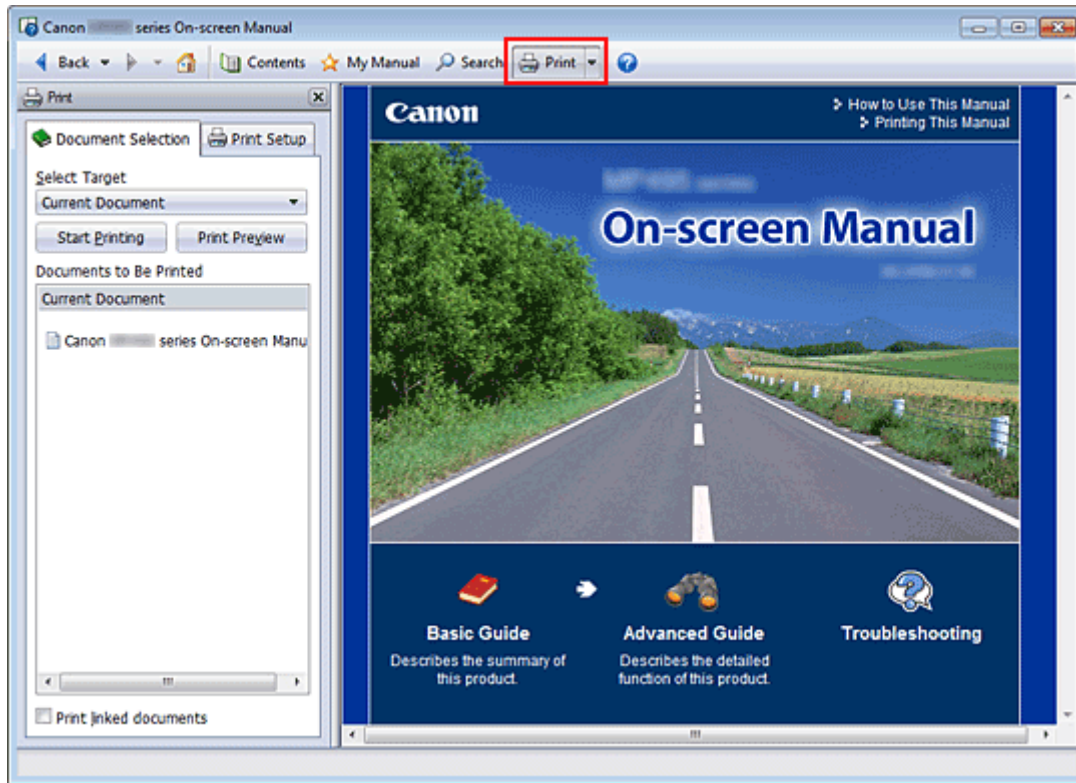 Canon series On-screen Manual
Back Contents My Manual Search Print
Print
Document Selection Print Setup
Select Target
Current Document
Start Printing Print Preview
Documents to Be Printed
Current Document
Canon series On-screen Manu
Print linked documents
Canon
How to Use This Manual
Printing This Manual
series
On-screen Manual
Basic Guide
Describes the summary of
this product.
Advanced Guide
Describes the detailed
function of this product.
Troubleshooting